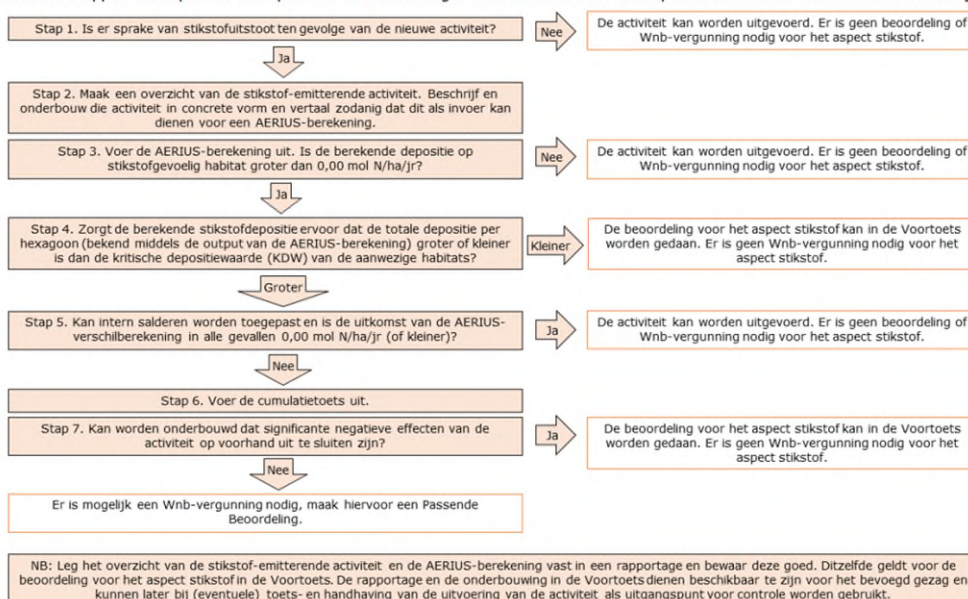 Stap 1. Is er sprake van stikstofuitstoot ten gevolge van de nieuwe activiteit?
Nee
De activiteit kan worden uitgevoerd. Er is geen beoordeling of
Wnb-vergunning nodig voor het aspect stikstof.
Ja
Stap 2. Maak een overzicht van de stikstof-emitterende activiteit. Beschrijf en
onderbouw die activiteit in concrete vorm en vertaal zodanig dat dit als invoer kan
dienen voor een AERIUS-berekening.
Stap 3. Voer de AERIUS-berekening uit. Is de berekende depositie op
stikstofgevoelig habitat groter dan 0,00 mol N/ha/jr?
Nee
De activiteit kan worden uitgevoerd. Er is geen beoordeling of
Wnb-vergunning nodig voor het aspect stikstof.
Ja
Stap 4. Zorgt de berekende stikstofdepositie ervoor dat de totale depositie per
hexagoon (bekend middels de output van de AERIUS-berekening) groter of kleiner
is dan de kritische depositiewaarde (KDW) van de aanwezige habitats?
Kleiner
De beoordeling voor het aspect stikstof kan in de Voortoets
worden gedaan. Er is geen Wnb-vergunning nodig voor het
aspect stikstof.
Groter
Stap 5. Kan intern salderen worden toegepast en is de uitkomst van de AERIUS-
verschilberekening in alle gevallen 0,00 mol N/ha/jr (of kleiner)?
Ja
De activiteit kan worden uitgevoerd. Er is geen beoordeling of
Wnb-vergunning nodig voor het aspect stikstof.
Nee
Stap 6. Voer de cumulatietoets uit.
Stap 7. Kan worden onderbouwd dat significante negatieve effecten van de
activiteit op voorhand uit te sluiten zijn?
Ja
De beoordeling voor het aspect stikstof kan in de Voortoets
worden gedaan. Er is geen Wnb-vergunning nodig voor het
aspect stikstof.
Nee
Er is mogelijk een Wnb-vergunning nodig, maak hiervoor een Passende
Beoordeling.
NB: Leg het overzicht van de stikstof-emitterende activiteit en de AERIUS-berekening vast in een rapportage en bewaar deze goed. Ditzelfde geldt voor de
beoordeling voor het aspect stikstof in de Voortoets. De rapportage en de onderbouwing in de Voortoets dienen beschikbaar te zijn voor het bevoegd gezag en
kunnen later bij (eventuele) toets- en handhaving van de uitvoering van de activiteit als uitgangspunt voor controle worden gebruikt.